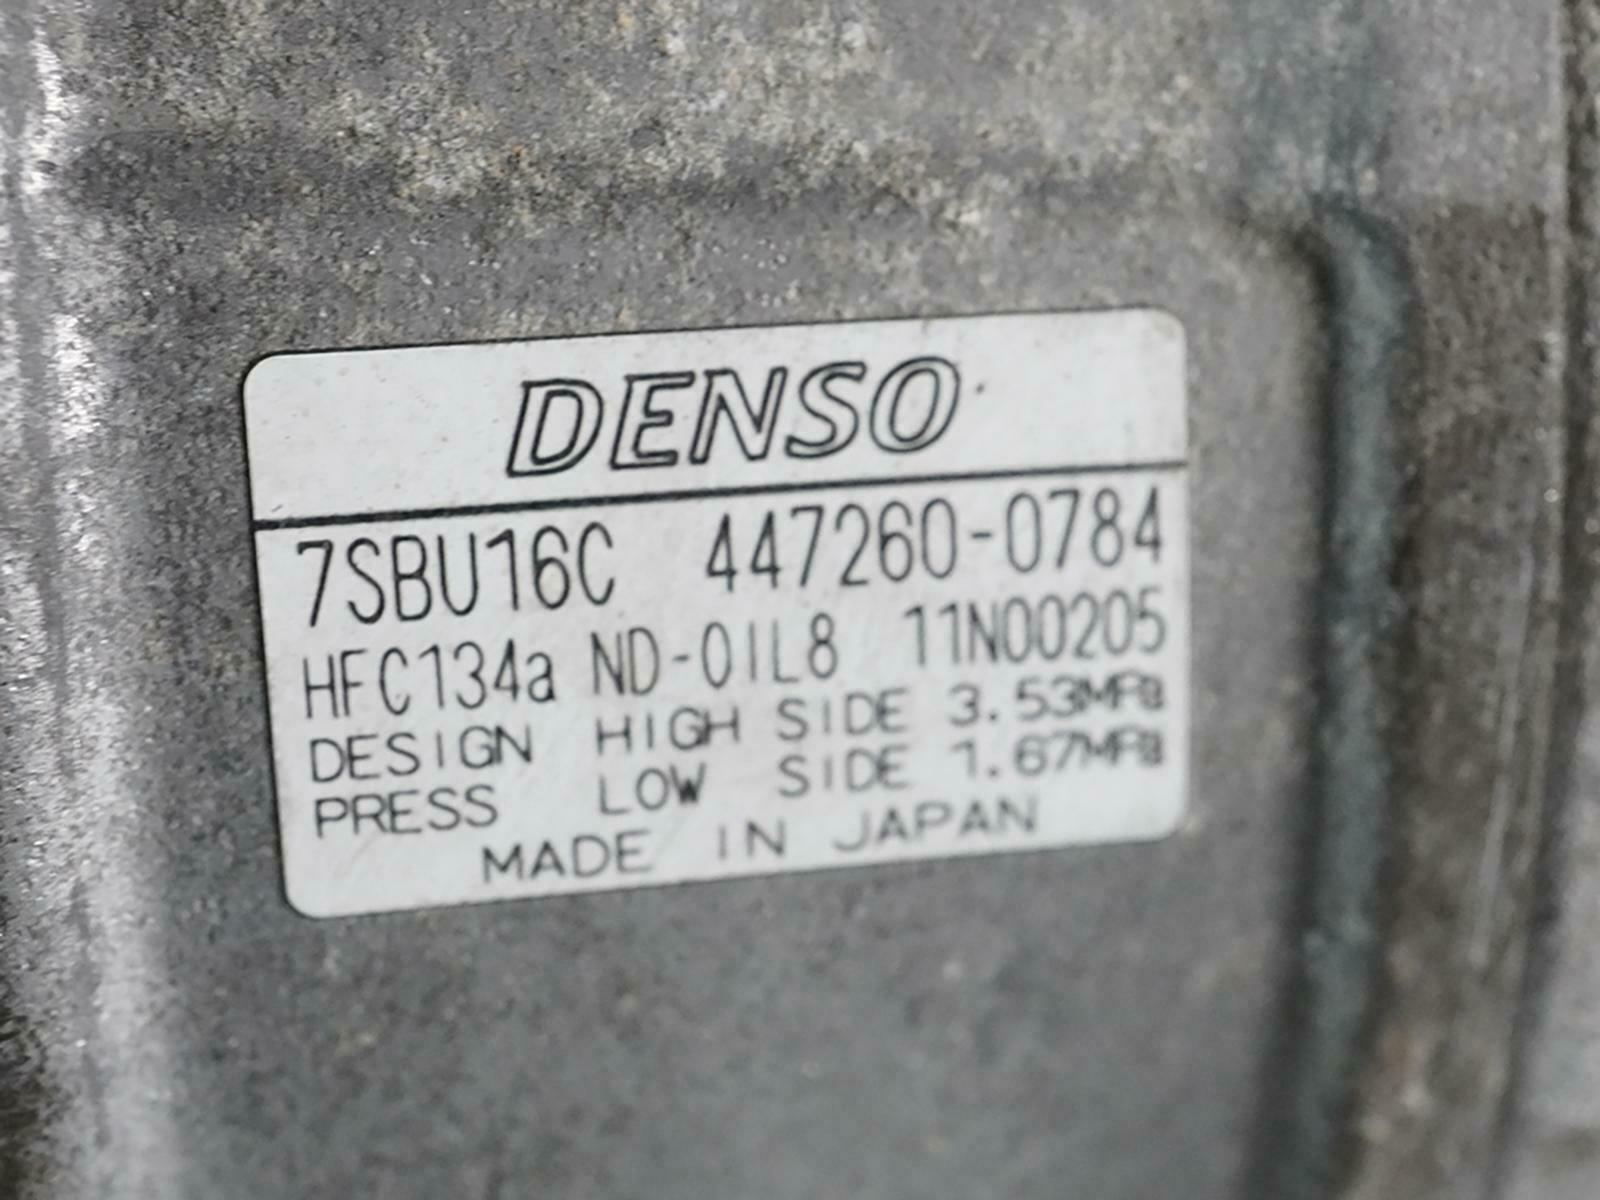 DENSO
7SBU16C 447260-0784
HFC134a ND-OIL8 11N00205
DESIGN HIGH SIDE 3.53MPa
PRESS LOW SIDE 1.67MPa
MADE IN JAPAN